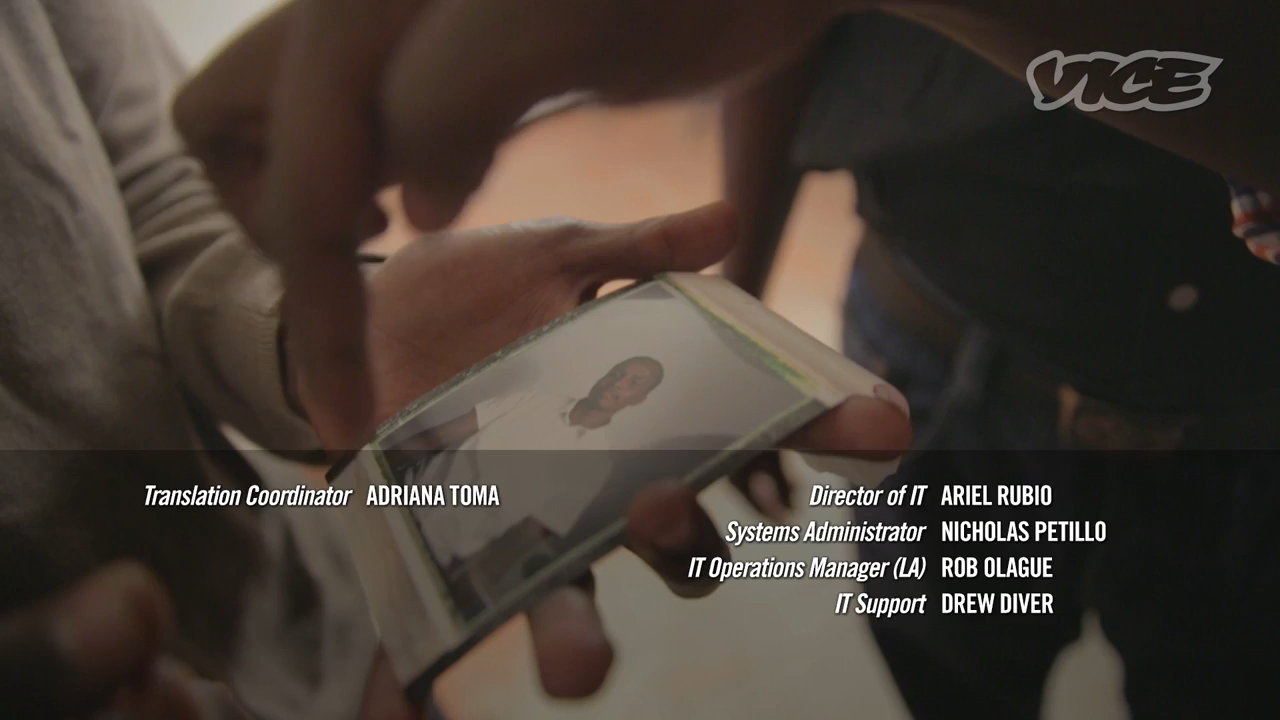 VICE
Translation Coordinator ADRIANA TOMA
Director of IT ARIEL RUBIO
Systems Administrator NICHOLAS PETILLO
IT Operations Manager (LA) ROB OLAGUE
IT Support DREW DIVER